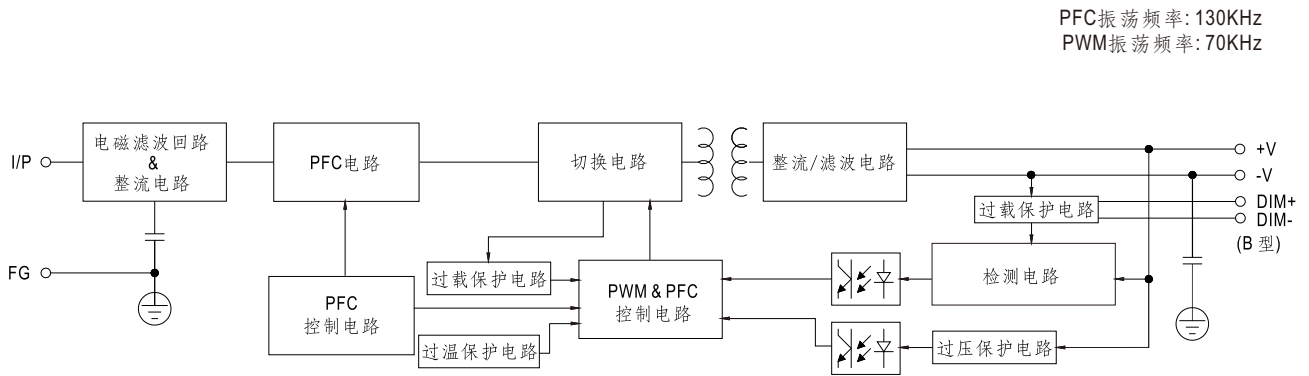 PFC振荡频率: 130KHz
PWM振荡频率: 70KHz
I/P
电磁滤波回路
&
整流电路
PFC电路
切换电路
整流/滤波电路
+V
-V
DIM+
DIM-
(B 型)
过载保护电路
FG
过载保护电路
PFC
控制电路
PWM & PFC
控制电路
检测电路
过温保护电路
过压保护电路